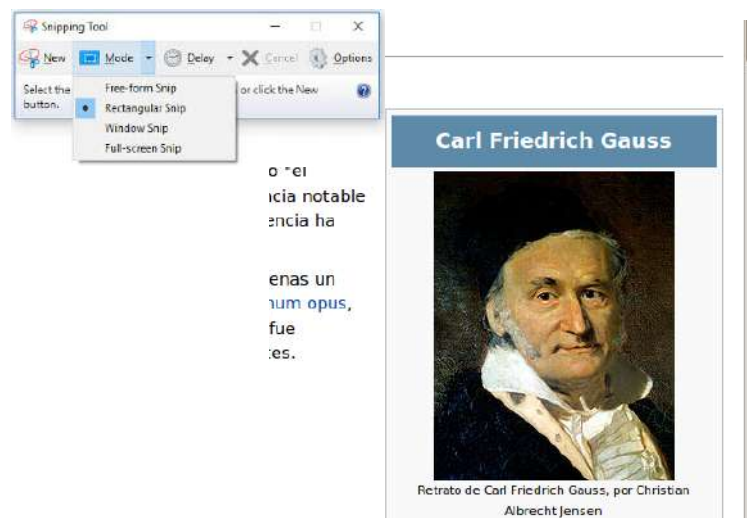 Snipping Tool
New Mode Delay Cancel Options
Select the or click the New
button.
Free-form Snip
Rectangular Snip
Window Snip
Full-screen Snip
ncia notable
encia ha
enas un
num opus,
fue
tes.
Carl Friedrich Gauss
Retrato de Carl Friedrich Gauss, por Christian
Albrecht Jensen